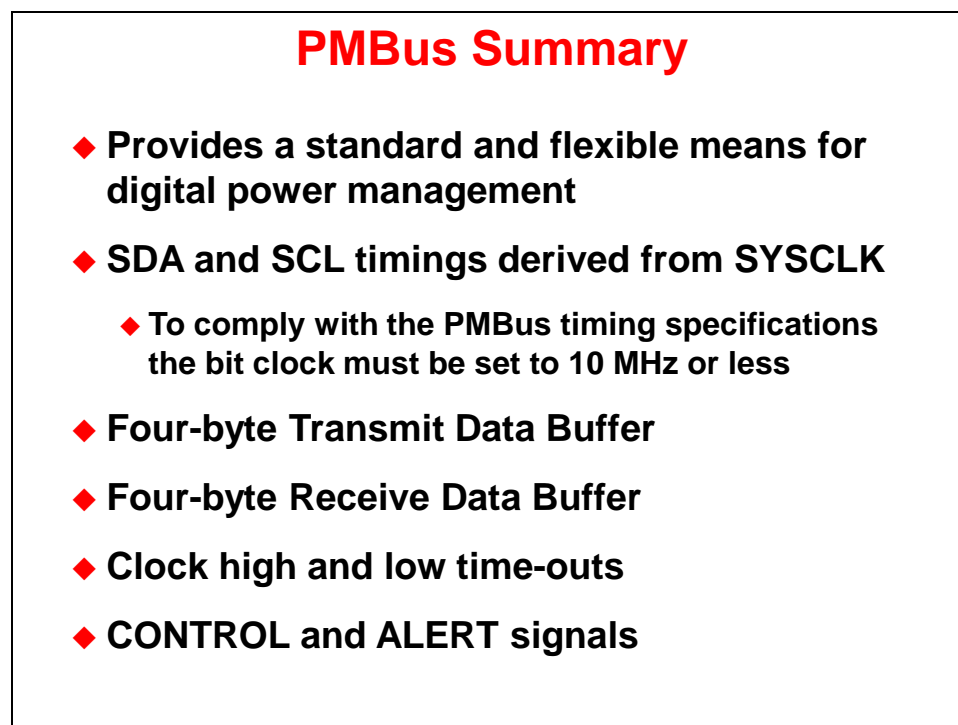 PMBus Summary
Provides a standard and flexible means for
digital power management
SDA and SCL timings derived from SYSCLK
To comply with the PMBus timing specifications
the bit clock must be set to 10 MHz or less
Four-byte Transmit Data Buffer
Four-byte Receive Data Buffer
Clock high and low time-outs
CONTROL and ALERT signals